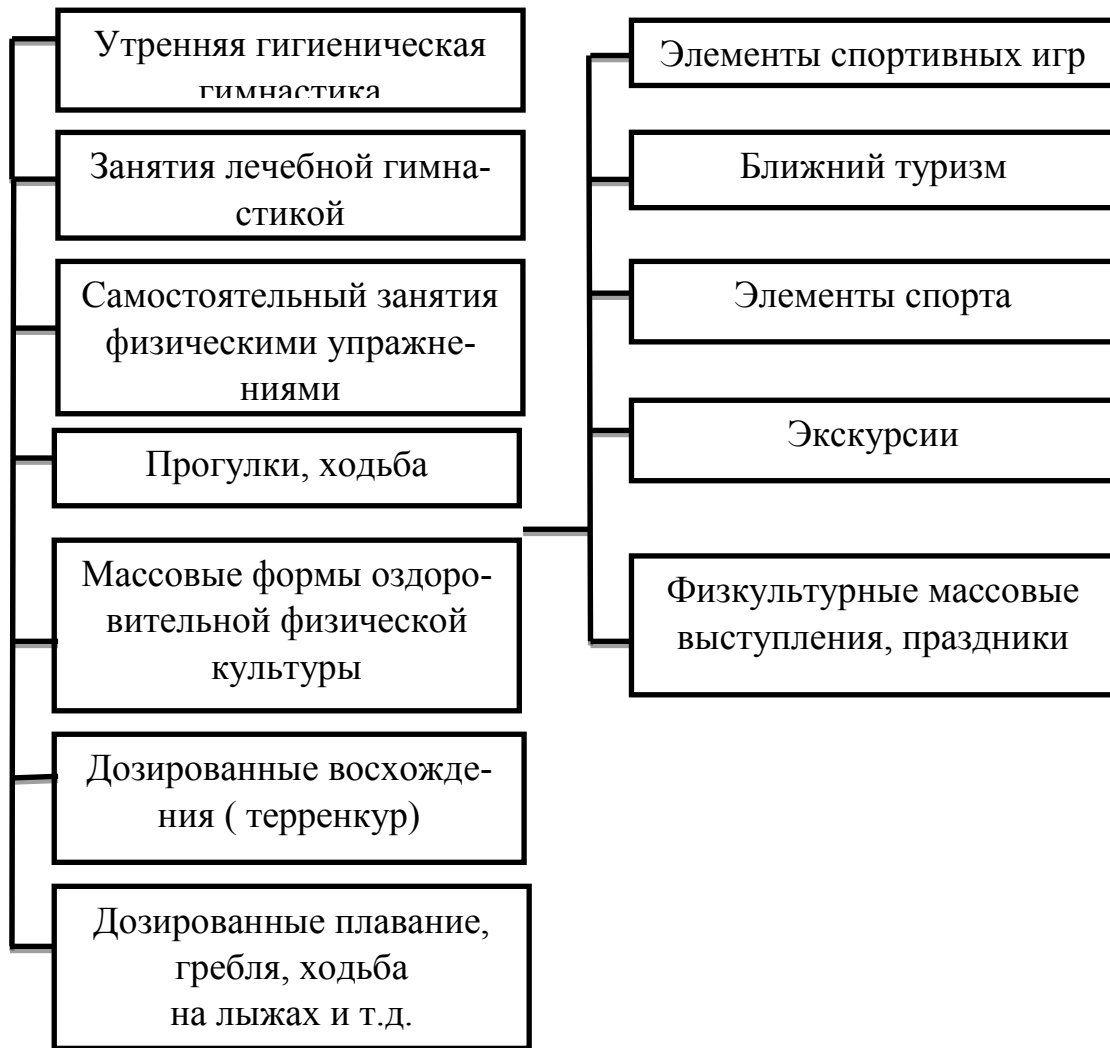 Утренняя гигиеническая
гимнастика
Занятия лечебной гимна-
стикой
Самостоятельный занятия
физическими упражне-
ниями
Прогулки, ходьба
Массовые формы оздоро-
вительной физической
культуры
Дозированные восхожде-
ния ( терренкур)
Дозированные плавание,
гребля, ходьба
на лыжах и т.д.
Элементы спортивных игр
Ближний туризм
Элементы спорта
Экскурсии
Физкультурные массовые
выступления, праздники